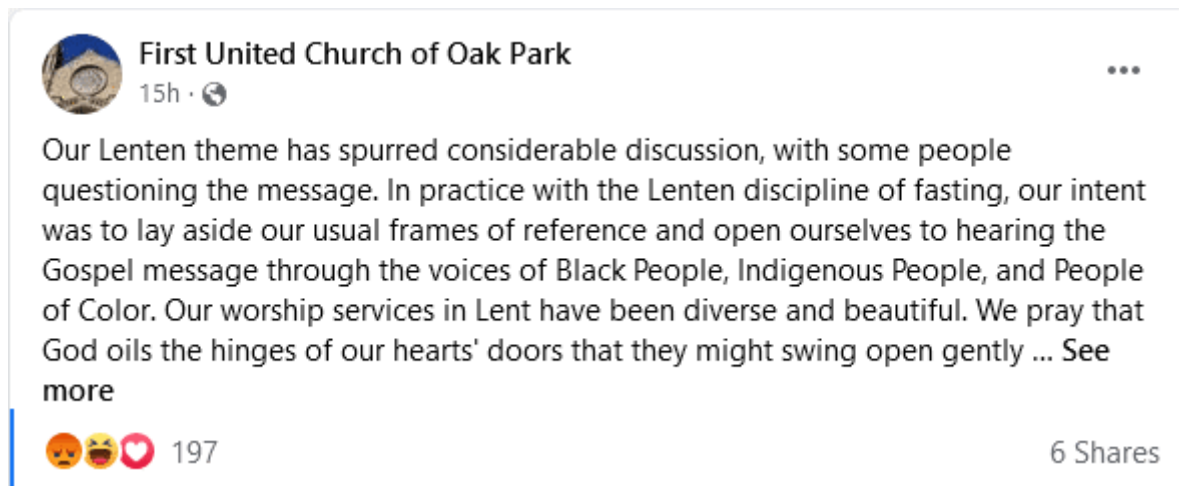 First United Church of Oak Park
15h ·
Our Lenten theme has spurred considerable discussion, with some people
questioning the message. In practice with the Lenten discipline of fasting, our intent
was to lay aside our usual frames of reference and open ourselves to hearing the
Gospel message through the voices of Black People, Indigenous People, and People
of Color. Our worship services in Lent have been diverse and beautiful. We pray that
God oils the hinges of our hearts' doors that they might swing open gently ... See
more
197
6 Shares